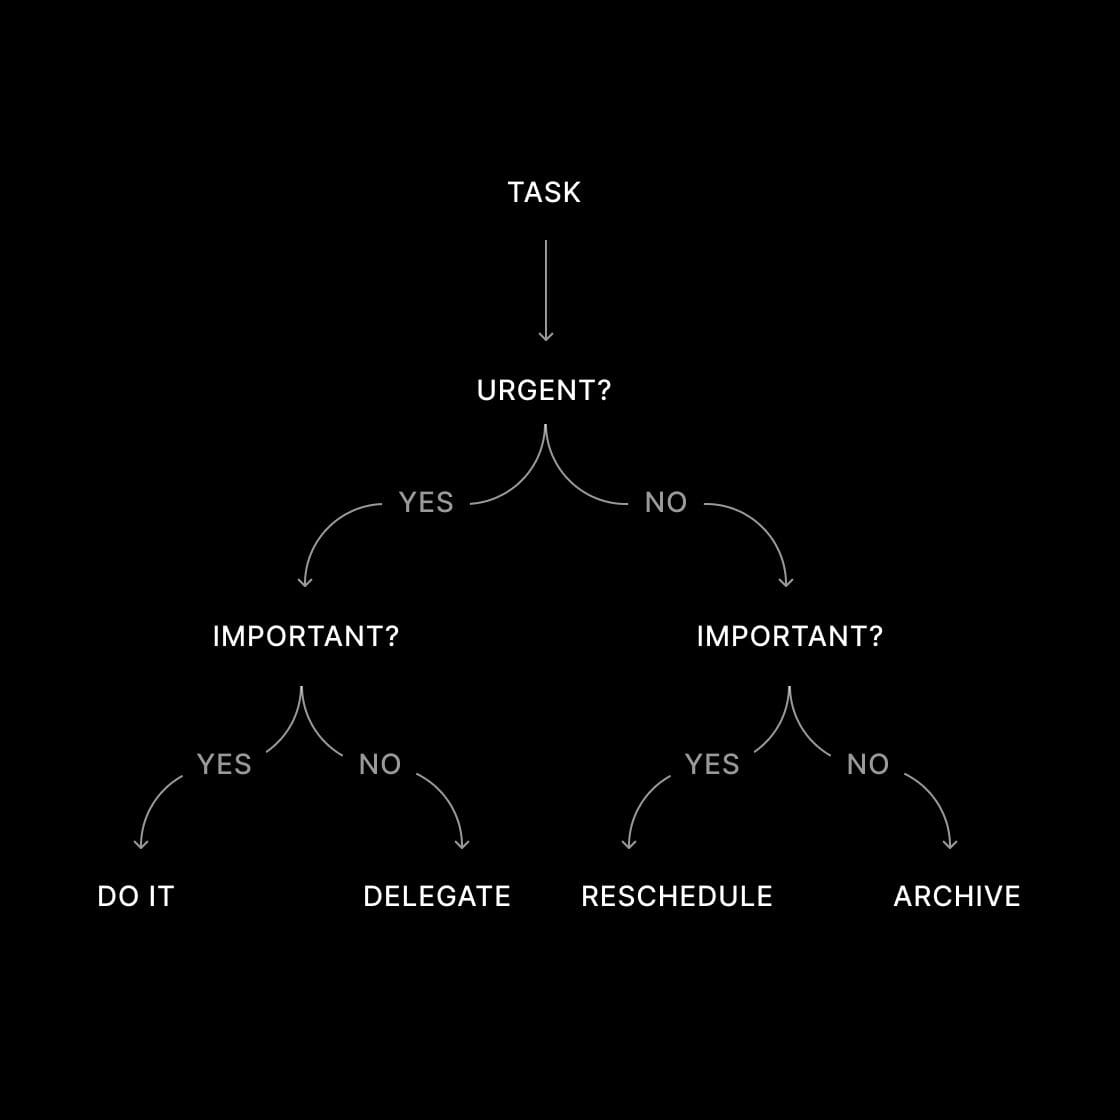 TASK
URGENT?
YES
NO
IMPORTANT?
IMPORTANT?
YES
NO
YES
NO
DO IT
DELEGATE
RESCHEDULE
ARCHIVE